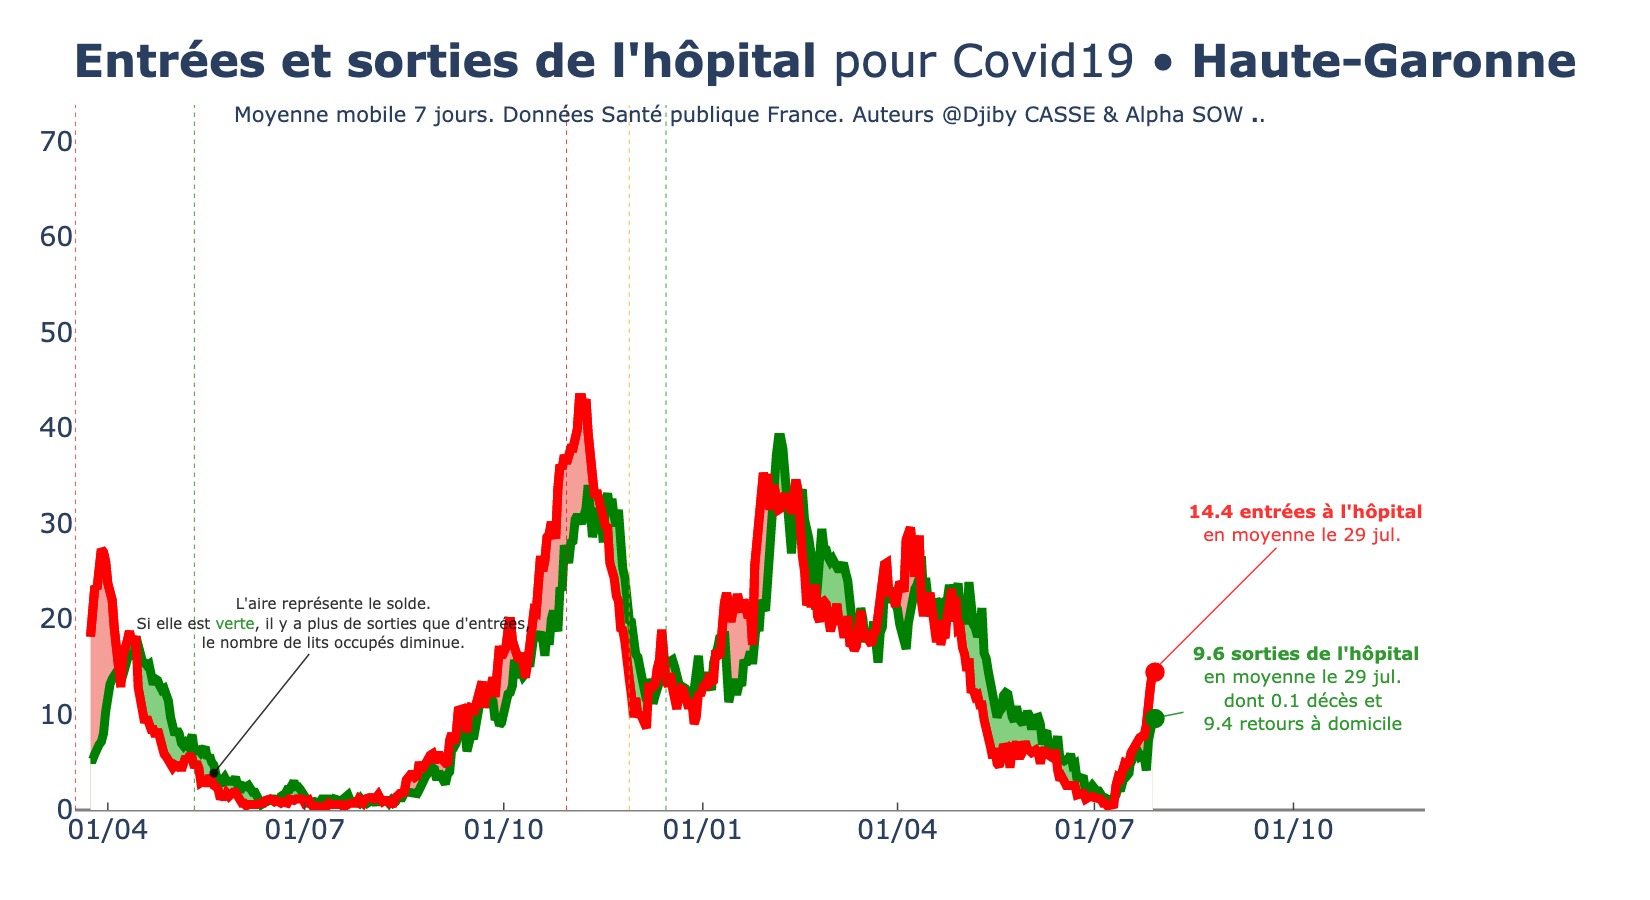 Entrées et sorties de l'hôpital pour Covid19 • Haute-Garonne
Moyenne mobile 7 jours. Données Santé publique France. Auteurs @Djiby CASSE & Alpha SOW ..
70
60
50
40
30
20
10
0
L'aire représente le solde.
Si elle est verte, il y a plus de sorties que d'entrées,
le nombre de lits occupés diminue.
14.4 entrées à l'hôpital
en moyenne le 29 jul.
9.6 sorties de l'hôpital
en moyenne le 29 jul.
dont 0.1 décès et
9.4 retours à domicile
01/04 01/07 01/10 01/01 01/04 01/07 01/10